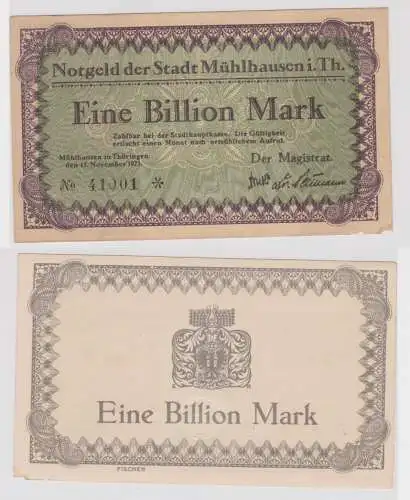 Notgeld der Stadt Mühlhausen i. Th.
Eine Billion Mark
Zahlbar bei der Stadthauptkasse. Die Gültigkeit
erlischt einen Monat nach ortsüblichem Aufruf.
Mühlhausen in Thüringen
den 15. November 1923.
Der Magistrat.
No 41001 *
Eine Billion Mark
FISCHER